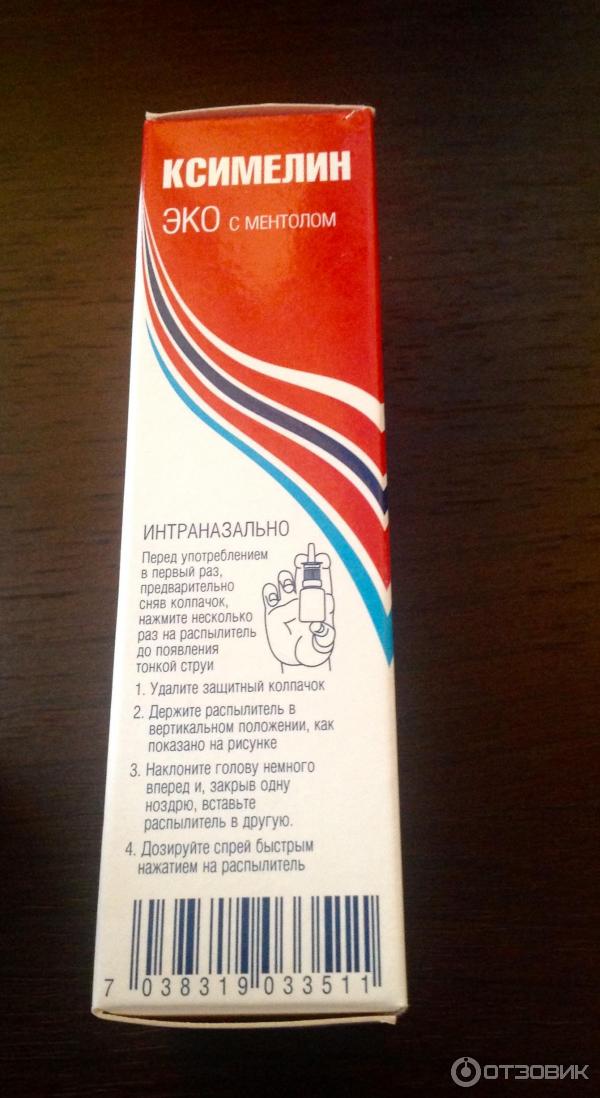 КСИМЕЛИН
ЭКО С МЕНТОЛОМ
ИНТРАНАЗАЛЬНО
Перед употреблением
в первый раз,
предварительно
сняв колпачок,
нажмите несколько
раз на распылитель
до появления
тонкой струи
1. Удалите защитный колпачок
2. Держите распылитель в
вертикальном положении, как
показано на рисунке
3. Наклоните голову немного
вперед и, закрыв одну
ноздрю, вставьте
распылитель в другую.
4. Дозируйте спрей быстрым
нажатием на распылитель
7 038319 033511
ОТЗОВИК